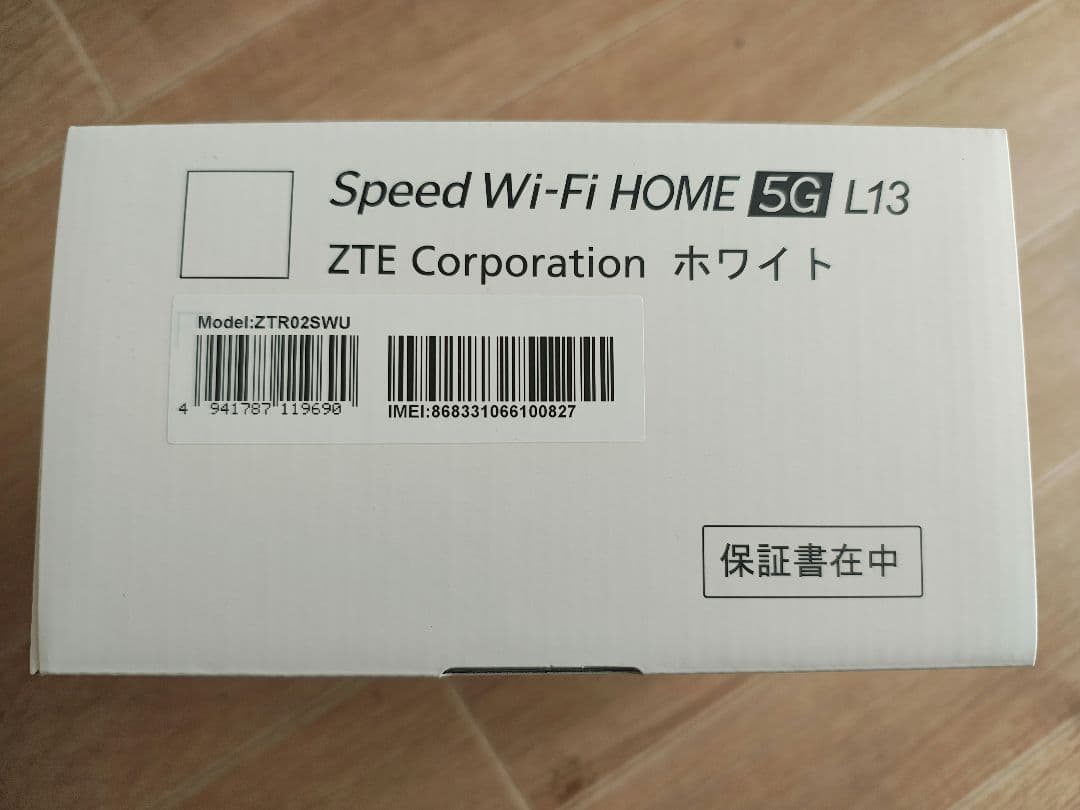 Speed Wi-Fi HOME 5G L13
ZTE Corporation ホワイト
Model:ZTR02SWU
4 941787 119690
IMEI:868331066100827
保証書在中